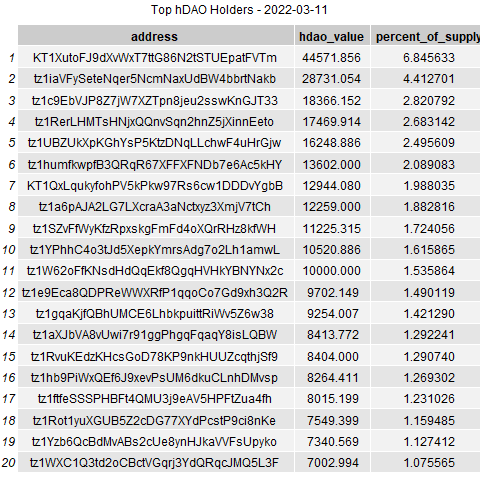 Top hDAO Holders - 2022-03-11
address hdao_value percent_of_supply
1 KT1XutoFJ9dXvWxT7ttG86N2tSTUEpatFVTm 44571.856 6.845633
2 tz1iaVFySeteNqer5NcmNaxUdBW4bbrtNakb 28731.054 4.412701
3 tz1c9EbVJP8Z7jW7XZTpn8jeu2sswKnGJT33 18366.152 2.820792
4 tz1RerLHMTsHNjxQQnvSqn2hnZ5jXinnEeto 17469.914 2.683142
5 tz1UBZUkXpKGhYsP5KtzDNqLLchwF4uHrGjw 16248.886 2.495609
6 tz1humfkwpfB3QRqR67XFFXFNDb7e6Ac5kHY 13602.000 2.089083
7 KT1QxLqukyfohPV5kPkw97Rs6cw1DDDvYgbB 12944.080 1.988035
8 tz1a6pAJA2LG7LXcraA3aNctxyz3XmjV7tCh 12259.000 1.882816
9 tz1SZvFfWyKfzRpxskgFmFd4oXQrRHz8kfWH 11225.315 1.724056
10 tz1YPhhC4o3tJd5XepkYmrsAdg7o2Lh1amwL 10520.886 1.615865
11 tz1W62oFfKNsdHdQqEkf8QgqHVHkYBNYNx2c 10000.000 1.535864
12 tz1e9Eca8QDPReWWXRfP1qqoCo7Gd9xh3Q2R 9702.149 1.490119
13 tz1gqaKjfQBhUMCE6LHbkpuittRiWv5Z6w38 9254.007 1.421290
14 tz1aXJbVA8vUwi7r91ggPhgqFqaqY8isLQBW 8413.772 1.292241
15 tz1RvuKEdzKHcsGoD78KP9nkHUUZcqthjSf9 8404.000 1.290740
16 tz1hb9PiWxQEf6J9xevPsUM6dkuCLnhDMvsp 8264.411 1.269302
17 tz1ftfeSSSPHBFt4QMU3j9eAV5HPFtZua4fh 8015.199 1.231026
18 tz1Rot1yuXGUB5Z2cDG77XYdPcstP9ci8nKe 7549.399 1.159485
19 tz1Yzb6QcBdMvABs2cUe8ynHJkaVVFsUpyko 7340.569 1.127412
20 tz1WXC1Q3td2oCBctVGqrj3YdQRqcJMQ5L3F 7002.994 1.075565